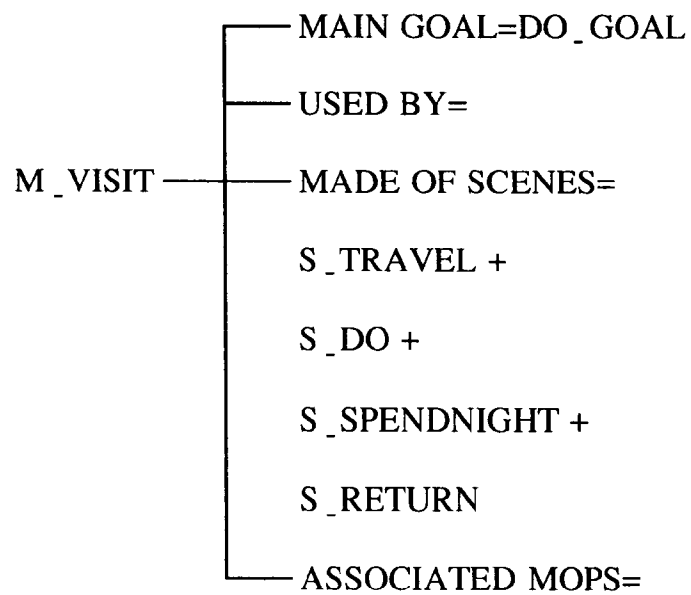 MAIN GOAL=DO_GOAL
USED BY=
M_VISIT
MADE OF SCENES=
S_TRAVEL +
S_DO +
S_SPENDNIGHT +
S_RETURN
ASSOCIATED MOPS=